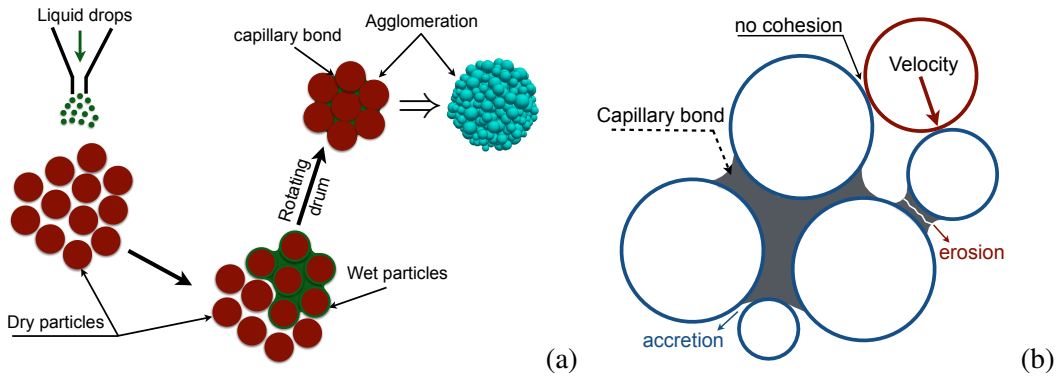 Liquid drops
capillary bond
Agglomeration
Rotating
drum
Wet particles
Dry particles
(a)
no cohesion
Velocity
Capillary bond
erosion
accretion
(b)